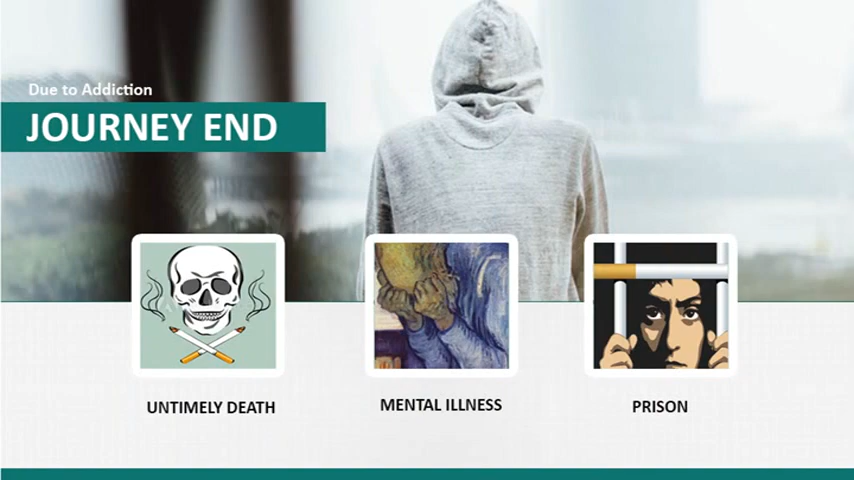 Due to Addiction
JOURNEY END
UNTIMELY DEATH
MENTAL ILLNESS
PRISON